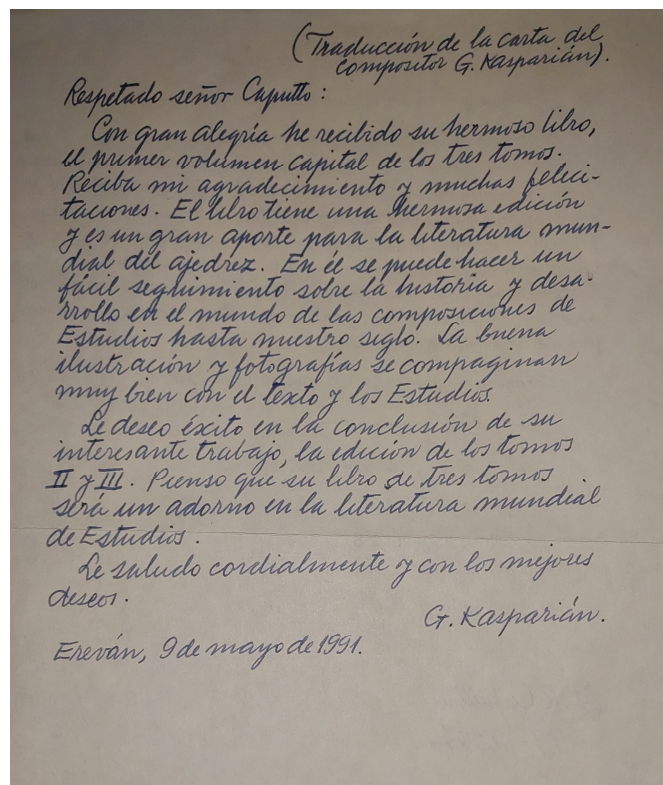 (Traducción de la carta del
compositor G. Kasparián).
Respetado señor Caputto:
Con gran alegría he recibido su hermoso libro,
el primer volumen capital de los tres tomos.
Reciba mi agradecimiento y muchas felici-
taciones. El libro tiene una hermosa edición
y es un gran aporte para la literatura mun-
dial del ajedrez. En él se puede hacer un
fácil seguimiento sobre la historia y desa-
rrollo en el mundo de las composiciones de
Estudios hasta nuestro siglo. La buena
ilustración y fotografías se compaginan
muy bien con el texto y los Estudios.
Le deseo éxito en la conclusión de su
interesante trabajo, la edición de los tomos
II y III. Pienso que su libro de tres tomos
será un adorno en la literatura mundial
de Estudios.
Le saludo cordialmente y con los mejores
deseos.
G. Kasparián.
Ereván, 9 de mayo de 1991.